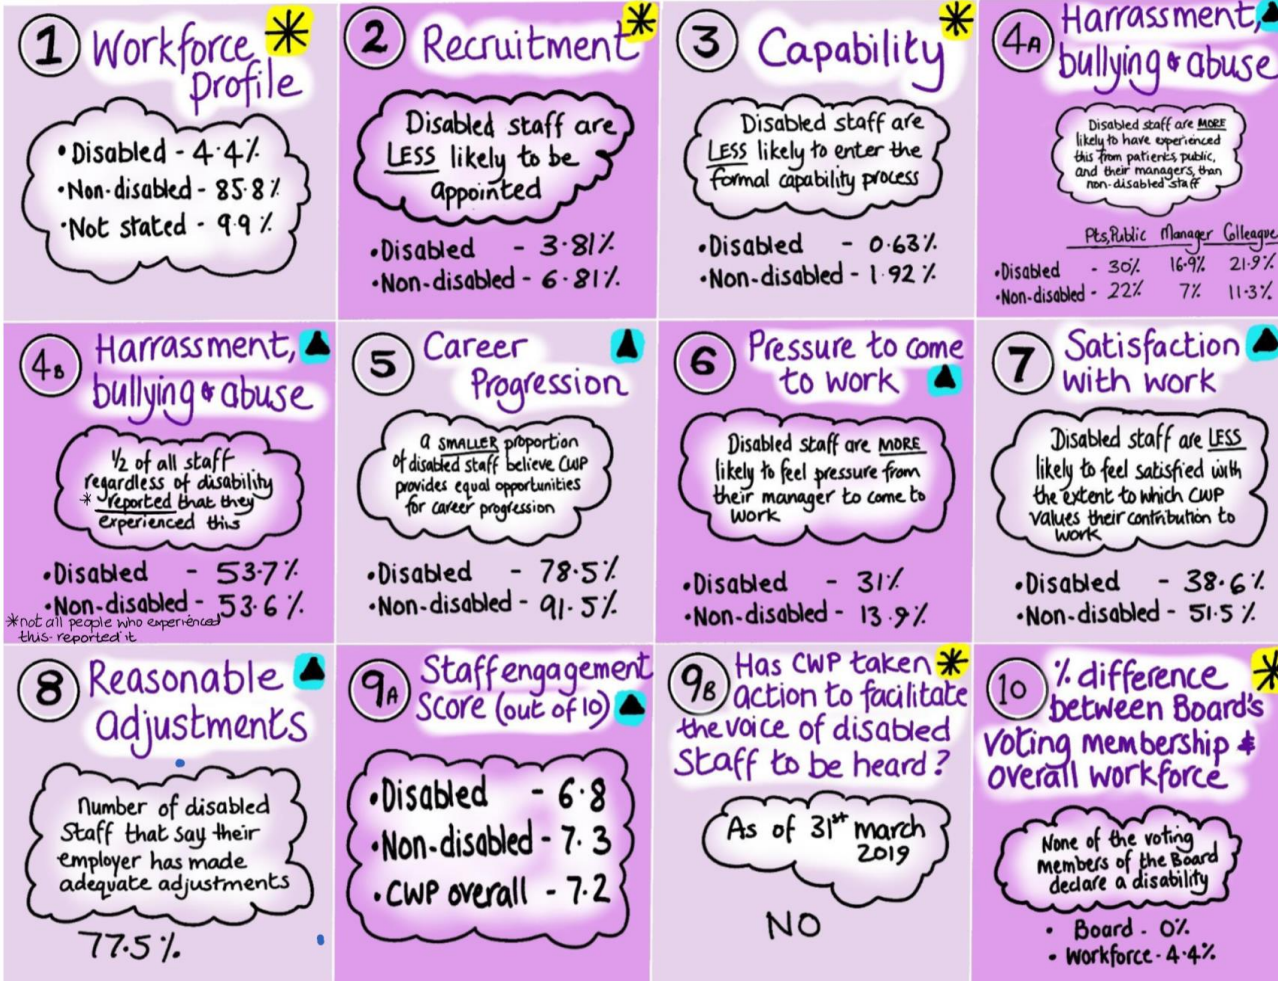 1 Workforce
profile
• Disabled - 4.4%
• Non-disabled - 85.8%
• Not stated - 9.9%
2 Recruitment
Disabled staff are
LESS likely to be
appointed
• Disabled - 3.81%
• Non-disabled - 6.81%
3 Capability
Disabled staff are
LESS likely to enter the
formal capability process
• Disabled - 0.63%
• Non-disabled - 1.92%
4A Harrassment,
bullying & abuse
Disabled staff are MORE
likely to have experienced
this from patients, public,
and their managers, than
non-disabled staff
Pts, Public Manager Colleague
• Disabled - 30% 16.9% 21.9%
• Non-disabled - 22% 7% 11.3%
4B Harrassment,
bullying & abuse
1/2 of all staff
regardless of disability
* reported that they
experienced this
• Disabled - 53.7%
• Non-disabled - 53.6%
* not all people who experienced
this reported it
5 Career
Progression
a SMALLER proportion
of disabled staff believe CWP
provides equal opportunities
for career progression
• Disabled - 78.5%
• Non-disabled - 91.5%
6 Pressure to come
to work
Disabled staff are MORE
likely to feel pressure from
their manager to come to
work
• Disabled - 31%
• Non-disabled - 13.9%
7 Satisfaction
with work
Disabled staff are LESS
likely to feel satisfied with
the extent to which CWP
values their contribution to
work
• Disabled - 38.6%
• Non-disabled - 51.5%
8 Reasonable
adjustments
number of disabled
Staff that say their
employer has made
adequate adjustments
77.5%
9A Staff engagement
Score (out of 10)
• Disabled - 6.8
• Non-disabled - 7.3
• CWP overall - 7.2
9B Has CWP taken
action to facilitate
the voice of disabled
Staff to be heard?
As of 31st march
2019
NO
10 % difference
between Board's
voting membership &
overall workforce
None of the voting
members of the Board
declare a disability
• Board - 0%
• Workforce - 4.4%